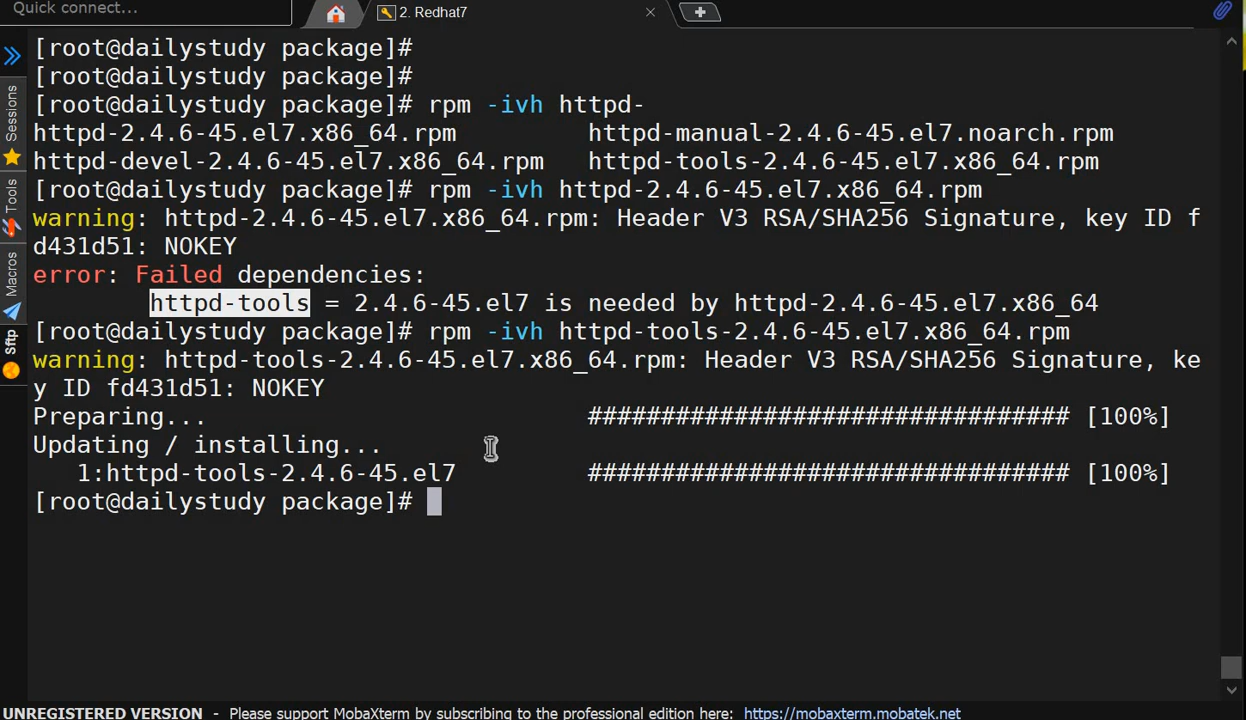 Quick connect...
2. Redhat7
[root@dailystudy package]#
[root@dailystudy package]#
[root@dailystudy package]# rpm -ivh httpd-
httpd-2.4.6-45.el7.x86_64.rpm httpd-manual-2.4.6-45.el7.noarch.rpm
httpd-devel-2.4.6-45.el7.x86_64.rpm httpd-tools-2.4.6-45.el7.x86_64.rpm
[root@dailystudy package]# rpm -ivh httpd-2.4.6-45.el7.x86_64.rpm
warning: httpd-2.4.6-45.el7.x86_64.rpm: Header V3 RSA/SHA256 Signature, key ID f
d431d51: NOKEY
error: Failed dependencies:
httpd-tools = 2.4.6-45.el7 is needed by httpd-2.4.6-45.el7.x86_64
[root@dailystudy package]# rpm -ivh httpd-tools-2.4.6-45.el7.x86_64.rpm
warning: httpd-tools-2.4.6-45.el7.x86_64.rpm: Header V3 RSA/SHA256 Signature, ke
y ID fd431d51: NOKEY
Preparing... ################################# [100%]
Updating / installing...
1:httpd-tools-2.4.6-45.el7 ################################# [100%]
[root@dailystudy package]#
Sessions
Tools
Macros
Sftp
UNREGISTERED VERSION - Please support MobaXterm by subscribing to the professional edition here: https://mobaxterm.mobatek.net